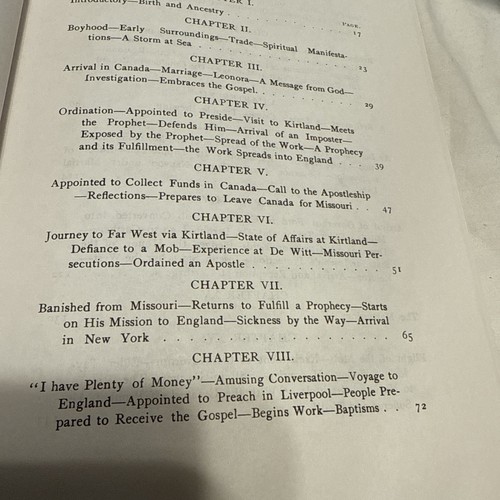 Introductory—Birth and Ancestry . . . . . .
PAGE.
17
CHAPTER II.
Boyhood—Early Surroundings—Trade—Spiritual Manifesta-
tions—A Storm at Sea . . . . . . . . . . 23
CHAPTER III.
Arrival in Canada—Marriage—Leonora—A Message from God—
Investigation—Embraces the Gospel. . . . . . . . 29
CHAPTER IV.
Ordination—Appointed to Preside—Visit to Kirtland—Meets
the Prophet—Defends Him—Arrival of an Imposter—
Exposed by the Prophet—Spread of the Work—A Prophecy
and its Fulfillment—the Work Spreads into England . . . 39
CHAPTER V.
Appointed to Collect Funds in Canada—Call to the Apostleship
—Reflections—Prepares to Leave Canada for Missouri . . 47
CHAPTER VI.
Journey to Far West via Kirtland—State of Affairs at Kirtland—
Defiance to a Mob—Experience at De Witt—Missouri Per-
secutions—Ordained an Apostle . . . . . . . . . . 51
CHAPTER VII.
Banished from Missouri—Returns to Fulfill a Prophecy—Starts
on His Mission to England—Sickness by the Way—Arrival
in New York . . . . . . . . . . . . . . 65
CHAPTER VIII.
"I have Plenty of Money"—Amusing Conversation—Voyage to
England—Appointed to Preach in Liverpool—People Pre-
pared to Receive the Gospel—Begins Work—Baptisms . . 72